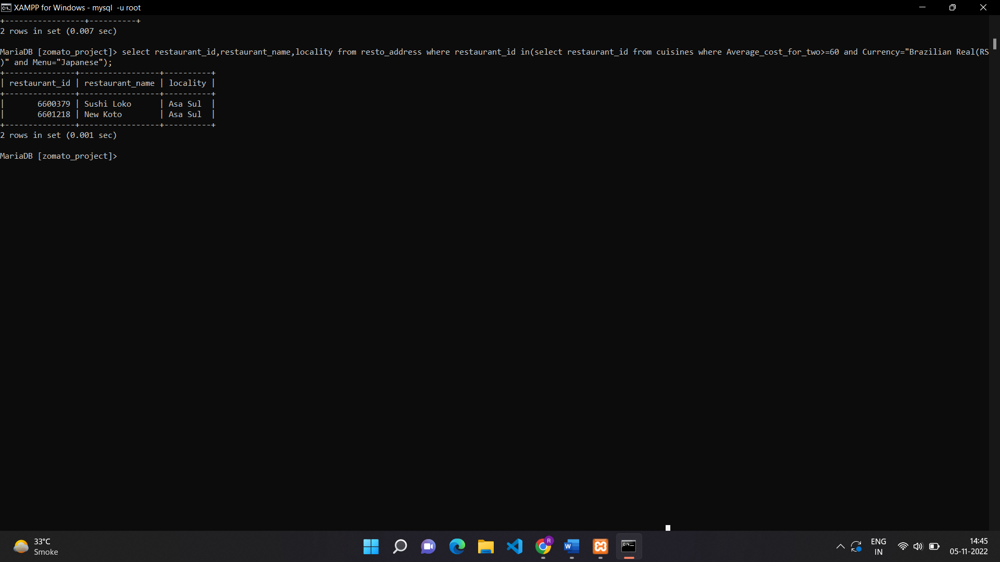 XAMPP for Windows - mysql  -u root
+-----------------+----------+
2 rows in set (0.007 sec)
MariaDB [zomato_project]> select restaurant_id,restaurant_name,locality from resto_address where restaurant_id in(select restaurant_id from cuisines where Average_cost_for_two>=60 and Currency="Brazilian Real(RS
)" and Menu="Japanese");
+---------------+-----------------+----------+
| restaurant_id | restaurant_name | locality |
+---------------+-----------------+----------+
|       6600379 | Sushi Loko      | Asa Sul  |
|       6601218 | New Koto        | Asa Sul  |
+---------------+-----------------+----------+
2 rows in set (0.001 sec)
MariaDB [zomato_project]>
33°C
Smoke
R
W
ENG
IN
14:45
05-11-2022